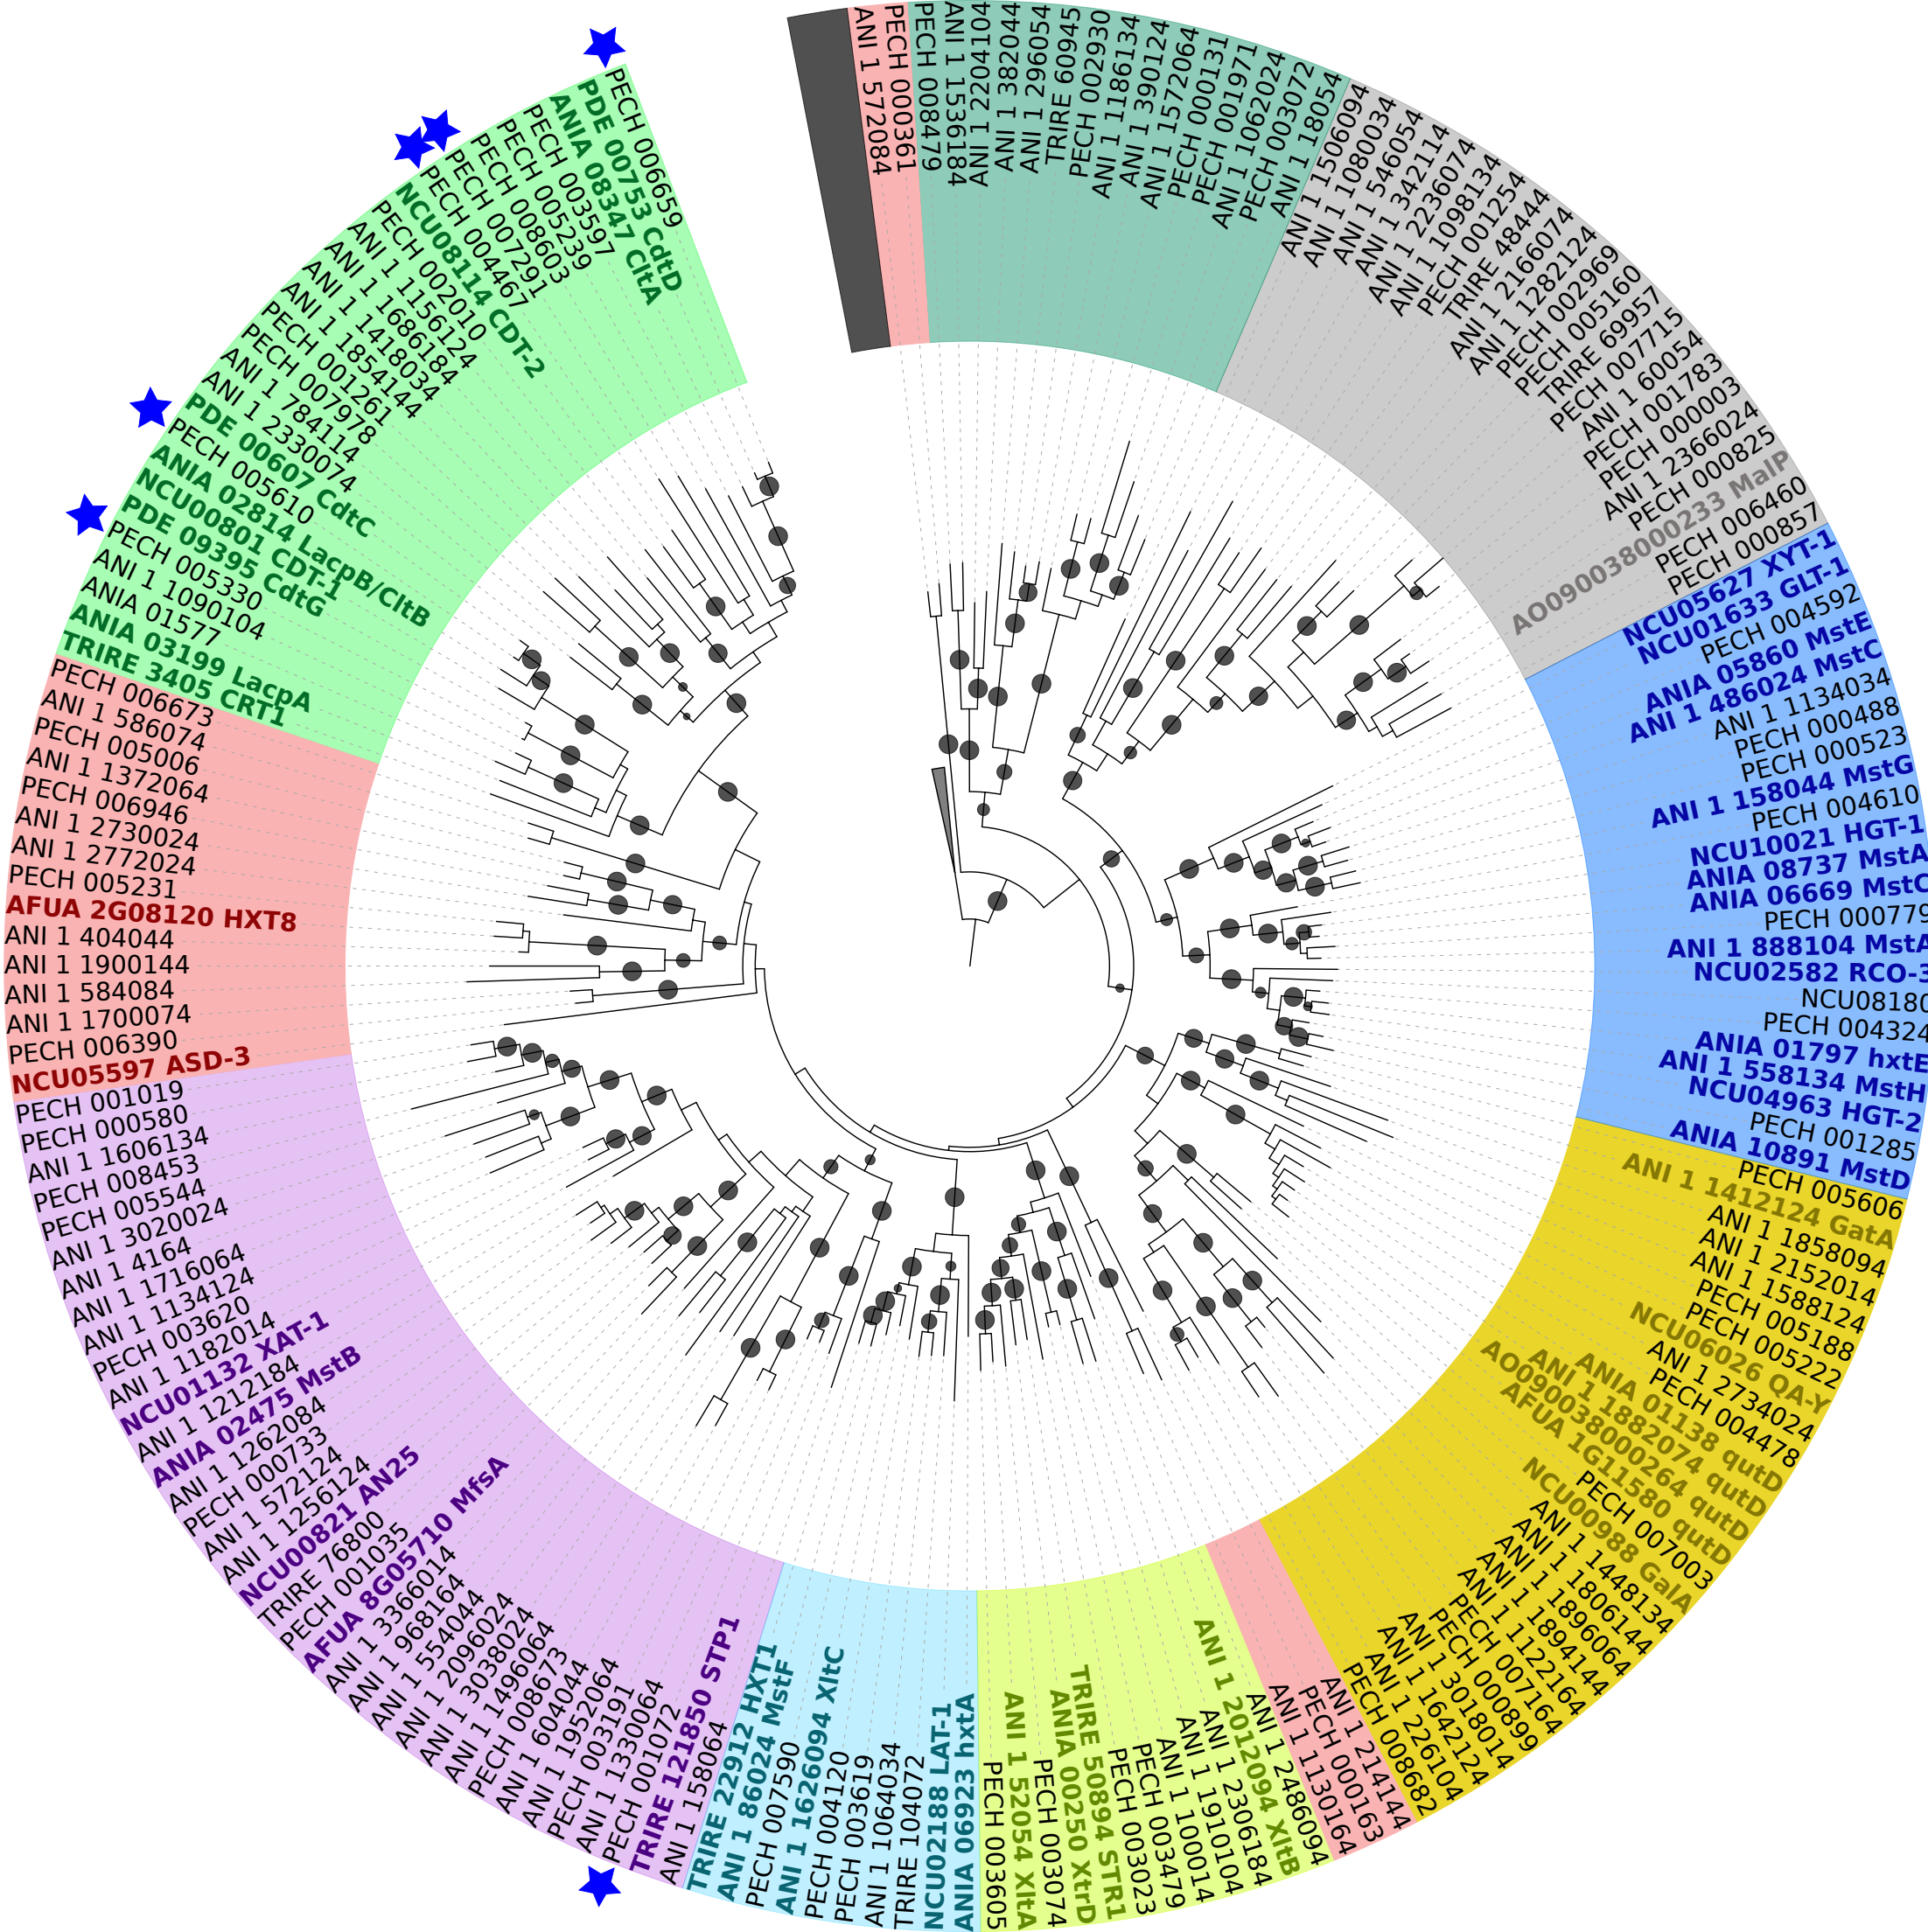 ANI 1 572084
PECH 000361
PECH 008479
ANI 1 1536184
ANI 1 2204104
ANI 1 382044
ANI 1 296054
TRIRE 60945
PECH 002930
ANI 1 1186134
ANI 1 390124
ANI 1 1572064
PECH 000131
PECH 001971
ANI 1 1062024
PECH 003072
ANI 1 18054
ANI 1 1506094
ANI 1 1080034
ANI 1 546054
ANI 1 342114
ANI 1 2236074
ANI 1 1098134
PECH 001254
TRIRE 48444
ANI 1 2166074
ANI 1 1282124
PECH 002969
PECH 005160
TRIRE 69957
PECH 007715
ANI 1 60054
PECH 001783
PECH 000003
ANI 1 2366024
PECH 000825
AO090038000233 MalP
PECH 006460
PECH 000857
NCU05627 XYT-1
NCU01633 GLT-1
PECH 004592
ANIA 05860 MstE
ANI 1 486024 MstC
ANI 1 1134034
PECH 000488
PECH 000523
ANI 1 158044 MstG
PECH 004610
NCU10021 HGT-1
ANIA 08737 MstA
ANIA 06669 MstC
PECH 000779
ANI 1 888104 MstA
NCU02582 RCO-3
NCU08180
PECH 004324
ANIA 01797 hxtE
ANI 1 558134 MstH
NCU04963 HGT-2
PECH 001285
ANIA 10891 MstD
PECH 005606
ANI 1 1412124 GatA
ANI 1 1858094
ANI 1 2152014
ANI 1 1588124
PECH 005188
PECH 005222
NCU06026 QA-Y
ANI 1 2734024
PECH 004478
ANIA 01138 qutD
ANI 1 1882074 qutD
AO090038000264 qutD
AFUA 1G11580 qutD
PECH 007003
NCU00988 GalA
ANI 1 1448134
ANI 1 1806144
ANI 1 189064
ANI 1 1894144
ANI 1 1122164
PECH 007164
PECH 000899
ANI 1 3018014
ANI 1 1642124
ANI 1 226104
PECH 008682
ANI 1 214144
PECH 000163
ANI 1 1130164
ANI 1 2486094
ANI 1 2012094 XltB
ANI 1 2306184
ANI 1 1910104
ANI 1 100014
PECH 003479
PECH 003023
TRIRE 50894 STR1
ANIA 00250 XtrD
PECH 003074
ANI 1 52054 XltA
PECH 003605
ANIA 06923 hxtA
NCU02188 LAT-1
TRIRE 104072
ANI 1 1064034
PECH 003619
PECH 004120
ANI 1 1626094 XltC
PECH 007590
ANI 1 86024 MstF
TRIRE 22912 HXT1
ANI 1 158064
TRIRE 121850 STP1
PECH 001072
ANI 1 1330064
PECH 003191
ANI 1 1952064
ANI 1 604044
PECH 008673
ANI 1 1496064
ANI 1 3038024
ANI 1 2096024
ANI 1 554044
ANI 1 968164
ANI 1 3366014
AFUA 8G05710 MfsA
PECH 001035
TRIRE 76800
NCU00821 AN25
ANI 1 1256124
ANI 1 572124
PECH 000733
ANI 1 1262084
ANIA 02475 MstB
ANI 1 1212184
NCU01132 XAT-1
ANI 1 1182014
PECH 003620
ANI 1 113124
ANI 1 1716064
ANI 1 4164
ANI 1 3020024
PECH 005544
PECH 008453
ANI 1 1606134
PECH 000580
PECH 001019
NCU05597 ASD-3
PECH 006390
ANI 1 1700074
ANI 1 584084
ANI 1 1900144
ANI 1 404044
AFUA 2G08120 HXT8
PECH 005231
ANI 1 2772024
ANI 1 2730024
PECH 006946
ANI 1 1372064
PECH 005006
ANI 1 586074
PECH 006673
TRIRE 3405 CRT1
ANIA 03199 LacpA
ANIA 01577
ANI 1 1090104
PECH 005330
PDE 09395 CdtG
NCU00801 CDT-1
ANIA 02814 LacpB/CltB
PECH 005610
PDE 00607 CdtC
ANI 1 2330074
ANI 1 784114
PECH 007978
PECH 001261
ANI 1 1854144
ANI 1 1418034
ANI 1 1686184
ANI 1 1156124
PECH 002010
NCU08114 CDT-2
PECH 004467
PECH 007291
PECH 008603
PECH 005239
PECH 003597
ANIA 08347 CltA
PDE 00753 CdtD
PECH 006659